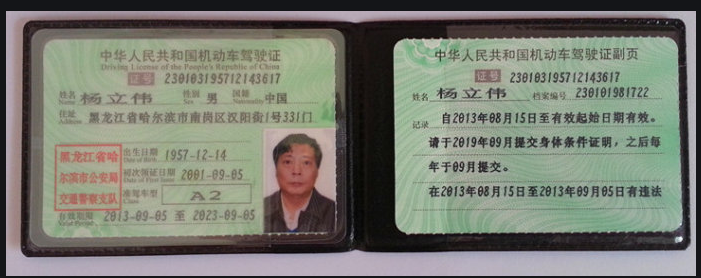 中华人民共和国机动车驾驶证
Driving License of the People's Republic of China
证号 230103195712143617
姓名 Name 杨立伟 性别 Sex 男 国籍 Nationality 中国
住址 Address 黑龙江省哈尔滨市南岗区汉阳街1号331门
黑龙江省哈
尔滨市公安局
交通警察支队
出生日期 Date of Birth 1957-12-14
初次领证日期 Date of First Issue 2001-09-05
准驾车型 Class A2
有效期限 Valid Period 2013-09-05 至 2023-09-05
中华人民共和国机动车驾驶证副页
证号 230103195712143617
姓名 杨立伟 档案编号 230101981722
记录 自2013年08月15日至有效起始日期有效。
请于2019年09月提交身体条件证明，之后每
年于09月提交。
在2013年08月15日至2013年09月05日有违法